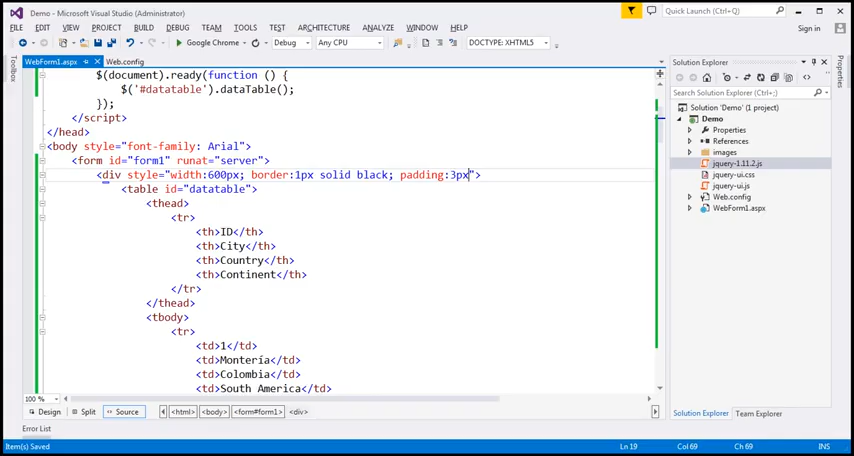 Demo - Microsoft Visual Studio (Administrator)
Quick Launch (Ctrl+Q)
FILE EDIT VIEW PROJECT BUILD DEBUG TEAM TOOLS TEST ARCHITECTURE ANALYZE WINDOW HELP
Sign in
Google Chrome Debug Any CPU DOCTYPE: XHTML5
Toolbox
WebForm1.aspx Web.config
$(document).ready(function () {
$('#datatable').dataTable();
});
</script>
</head>
<body style="font-family: Arial">
<form id="form1" runat="server">
<div style="width:600px; border:1px solid black; padding:3px">
<table id="datatable">
<thead>
<tr>
<th>ID</th>
<th>City</th>
<th>Country</th>
<th>Continent</th>
</tr>
</thead>
<tbody>
<tr>
<td>1</td>
<td>Montería</td>
<td>Colombia</td>
<td>South America</td>
100 %
Design Split Source <html> <body> <form#form1> <div>
Error List
Solution Explorer
Search Solution Explorer (Ctrl+;)
Solution 'Demo' (1 project)
Demo
Properties
References
images
jquery-1.11.2.js
jquery-ui.css
jquery-ui.js
Web.config
WebForm1.aspx
Solution Explorer Team Explorer
Properties
Item(s) Saved Ln 19 Col 69 Ch 69 INS